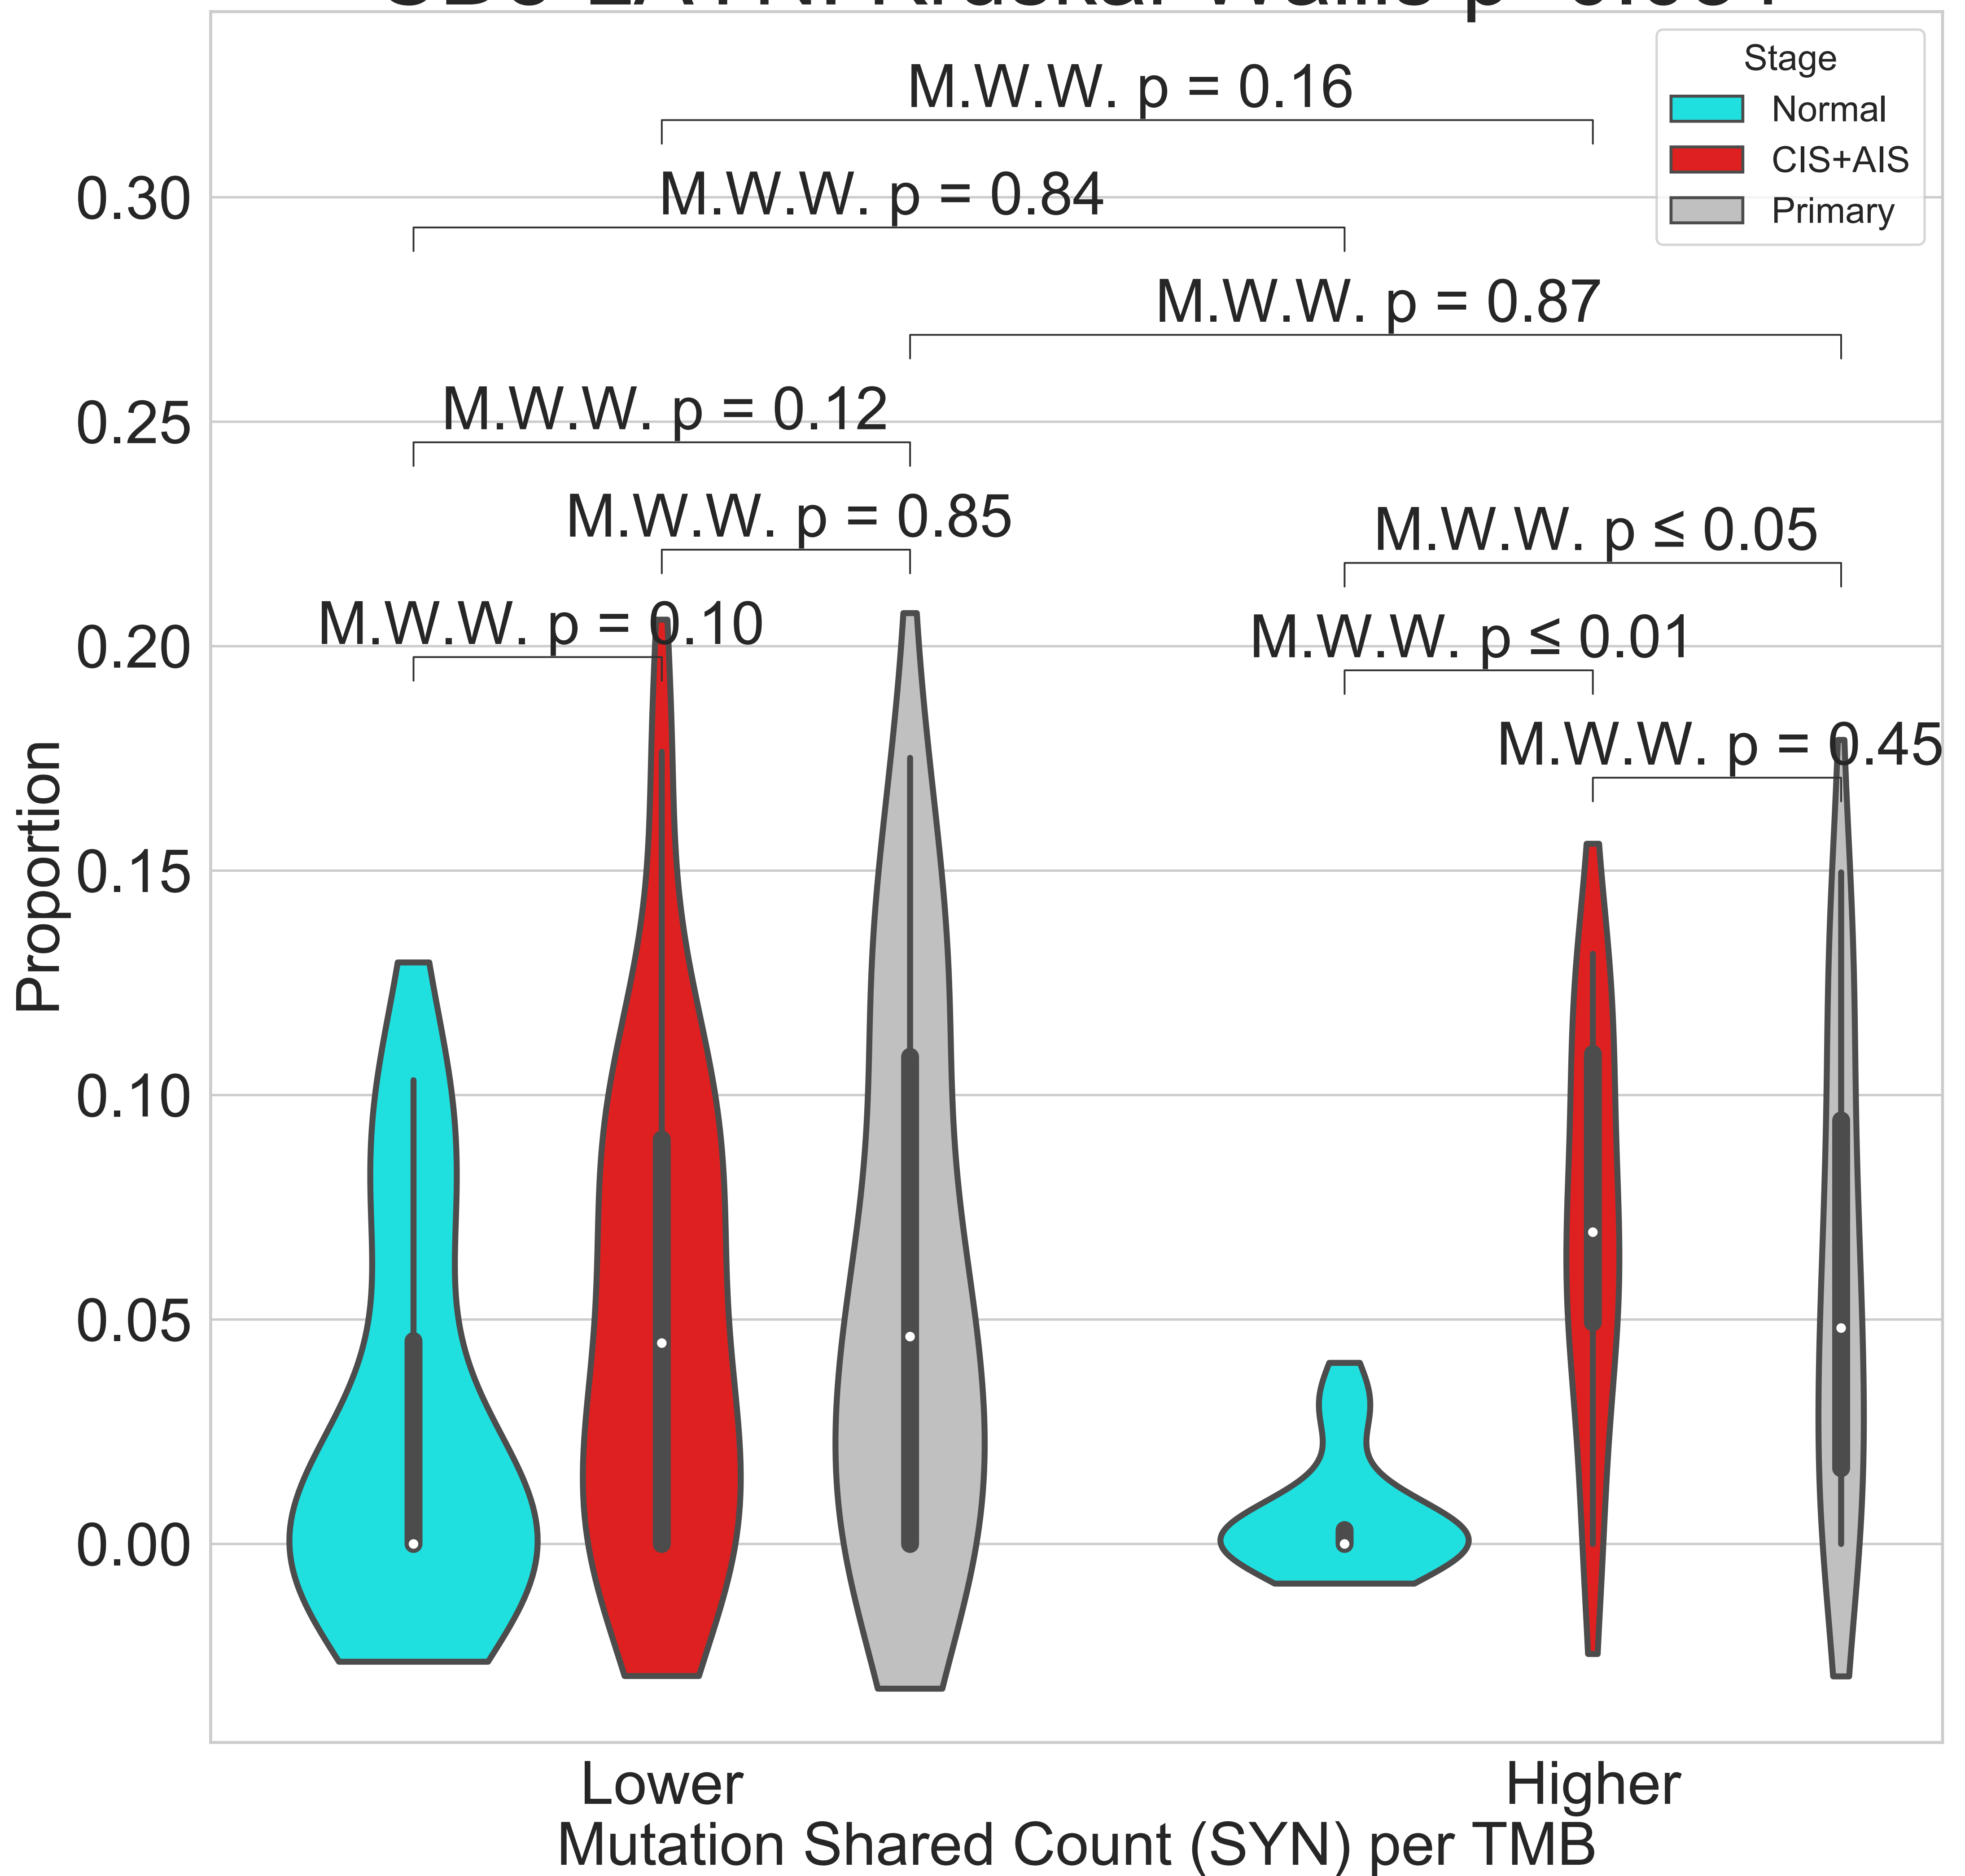 Stage
Normal
CIS+AIS
Primary
M.W.W. p = 0.16
M.W.W. p = 0.84
M.W.W. p = 0.87
M.W.W. p = 0.12
M.W.W. p = 0.85
M.W.W. p ≤ 0.05
M.W.W. p = 0.10
M.W.W. p ≤ 0.01
M.W.W. p = 0.45
0.30
0.25
0.20
0.15
0.10
0.05
0.00
Proportion
Lower
Higher
Mutation Shared Count (SYN) per TMB